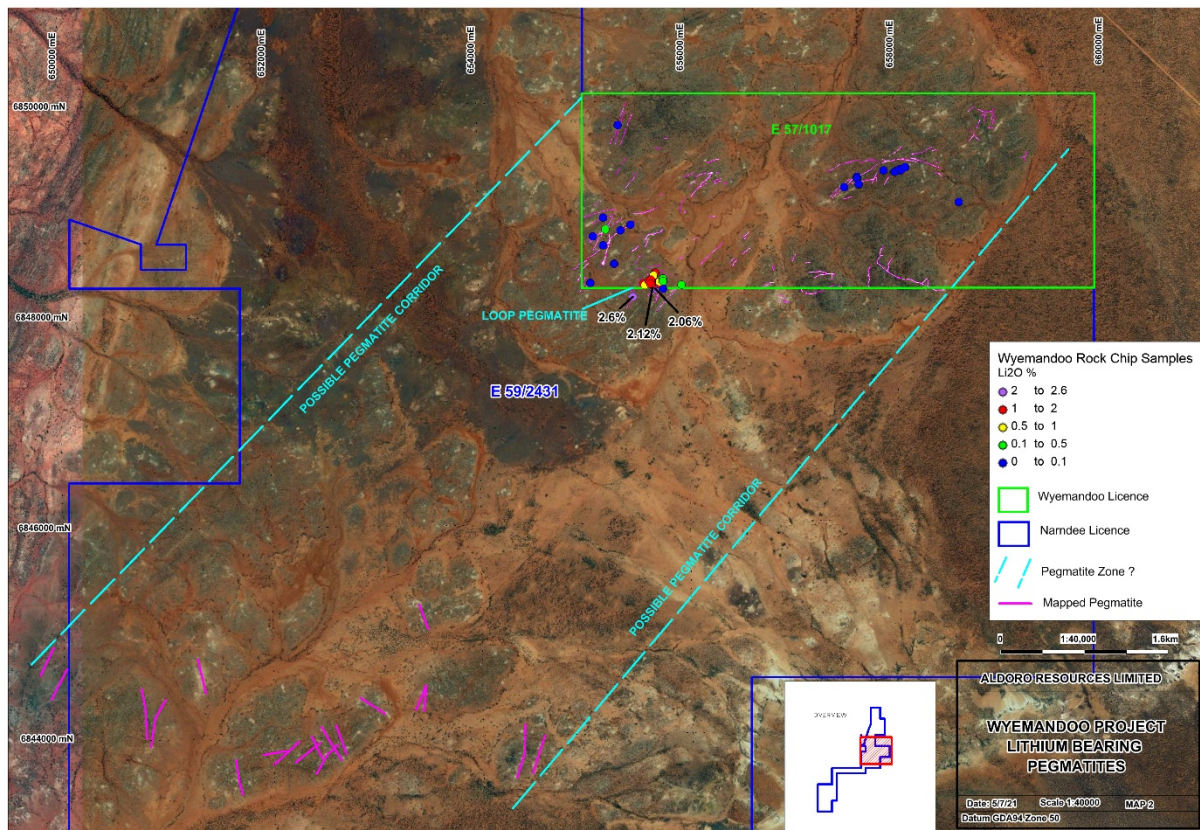 650000 mE
652000 mE
654000 mE
656000 mE
658000 mE
660000 mE
6850000 mN
6848000 mN
6846000 mN
6844000 mN
E 57/1017
POSSIBLE PEGMATITE CORRIDOR
LOOP PEGMATITE
2.6%
2.12%
2.06%
E 59/2431
POSSIBLE PEGMATITE CORRIDOR
Wyemandoo Rock Chip Samples
Li2O %
2 to 2.6
1 to 2
0.5 to 1
0.1 to 0.5
0 to 0.1
Wyemandoo Licence
Narndee Licence
Pegmatite Zone ?
Mapped Pegmatite
0 1:40,000 1.6km
OVERVIEW
ALDORO RESOURCES LIMITED
WYEMANDOO PROJECT
LITHIUM BEARING
PEGMATITES
Date: 5/7/21 Scale 1:40000 MAP 2
Datum GDA94 Zone 50